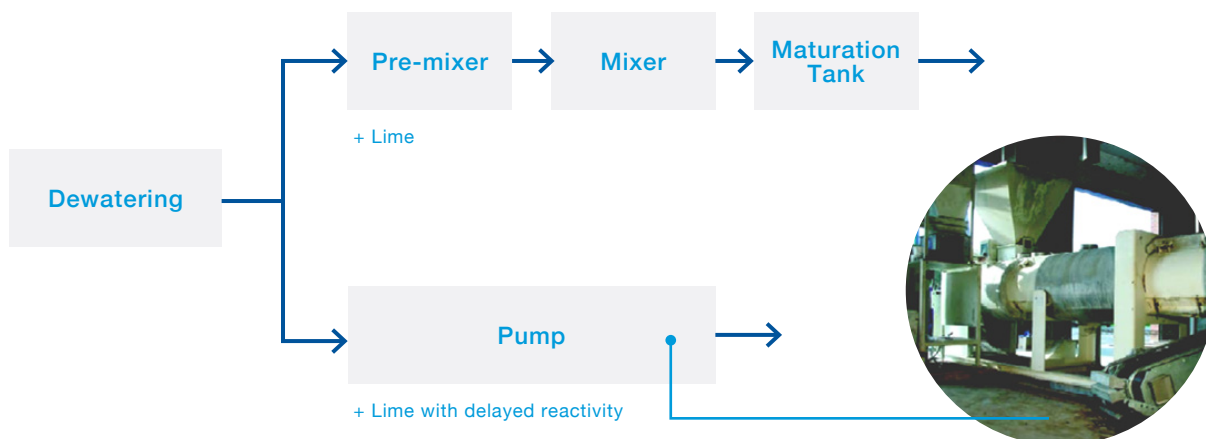 Pre-mixer
Mixer
Maturation
Tank
+ Lime
Dewatering
Pump
+ Lime with delayed reactivity